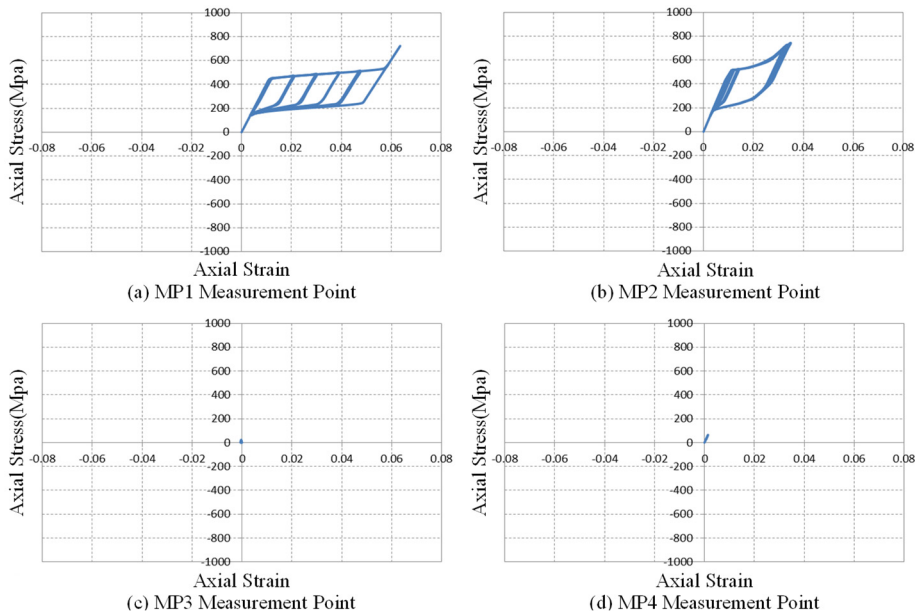 1000
800
600
400
200
0
-200
-400
-600
-800
-1000
-0.08 -0.06 -0.04 -0.02 0 0.02 0.04 0.06 0.08
Axial Stress(Mpa)
Axial Strain
(a) MP1 Measurement Point
1000
800
600
400
200
0
-200
-400
-600
-800
-1000
-0.08 -0.06 -0.04 -0.02 0 0.02 0.04 0.06 0.08
Axial Stress(Mpa)
Axial Strain
(b) MP2 Measurement Point
1000
800
600
400
200
0
-200
-400
-600
-800
-1000
-0.08 -0.06 -0.04 -0.02 0 0.02 0.04 0.06 0.08
Axial Stress(Mpa)
Axial Strain
(c) MP3 Measurement Point
1000
800
600
400
200
0
-200
-400
-600
-800
-1000
-0.08 -0.06 -0.04 -0.02 0 0.02 0.04 0.06 0.08
Axial Stress(Mpa)
Axial Strain
(d) MP4 Measurement Point